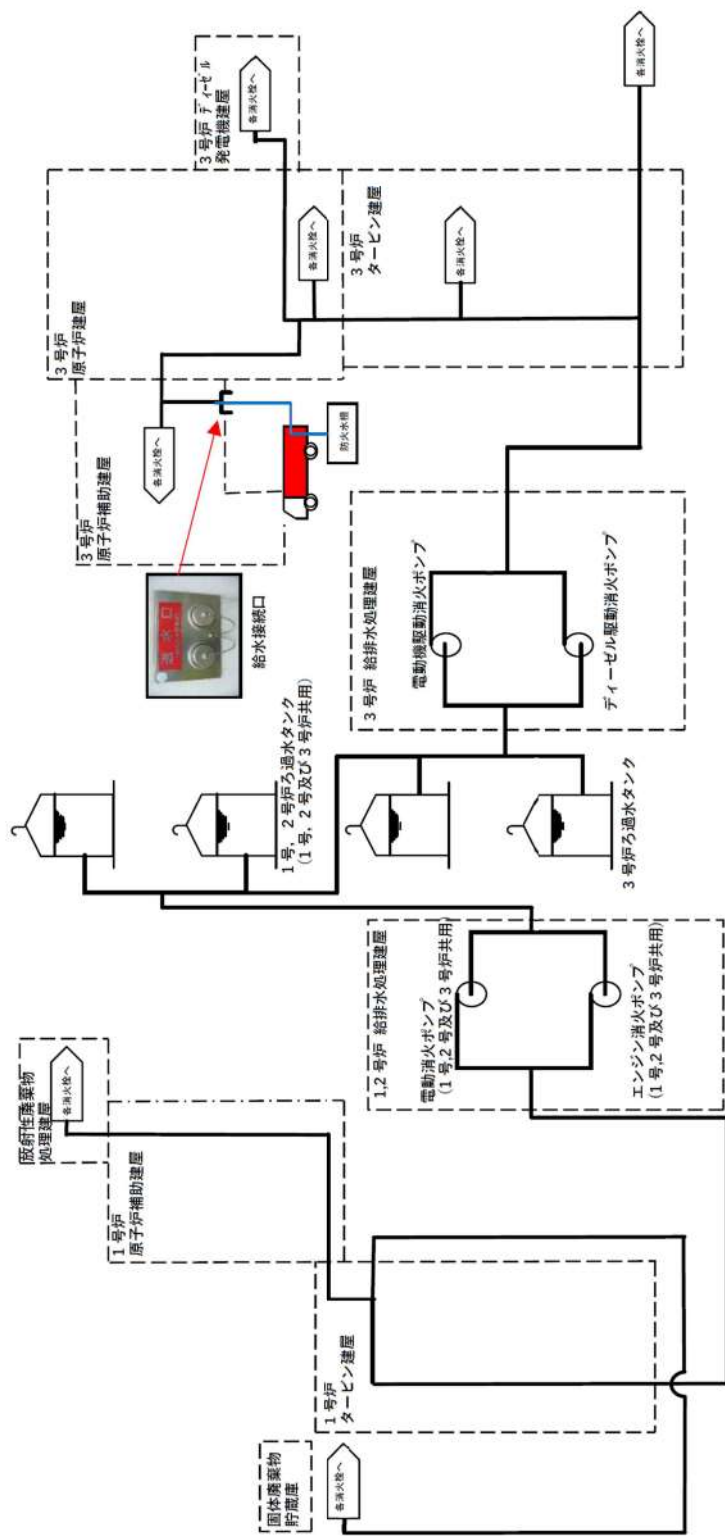 固体廃棄物
貯蔵庫
各消火栓へ
1号炉
タービン建屋
放射性廃棄物
処理建屋
各消火栓へ
1号炉
原子炉補助建屋
1,2号炉 給排水処理建屋
電動消火ポンプ
(1号,2号及び3号炉共用)
エンジン消火ポンプ
(1号,2号及び3号炉共用)
1号, 2号炉ろ過水タンク
(1号, 2号及び3号炉共用)
3号炉ろ過水タンク
3号炉 給排水処理建屋
電動機駆動消火ポンプ
ディーゼル駆動消火ポンプ
送水口
給水接続口
3号炉
原子炉補助建屋
各消火栓へ
防火水槽
3号炉
原子炉建屋
各消火栓へ
3号炉
タービン建屋
各消火栓へ
3号炉 ディーゼル
発電機建屋
各消火栓へ
各消火栓へ